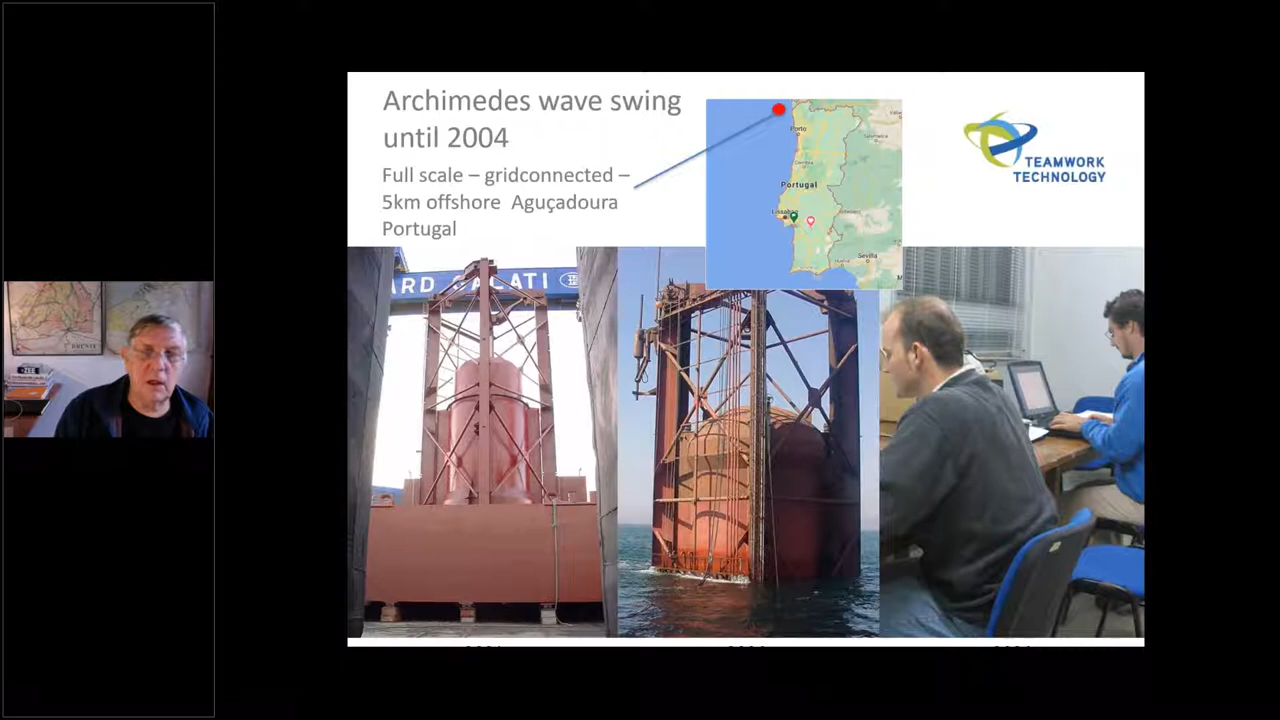 Archimedes wave swing
until 2004
Full scale – gridconnected –
5km offshore Aguçadoura
Portugal
Porto
Coimbra
Portugal
Sevilla
TEAMWORK
TECHNOLOGY
ARD GALATI